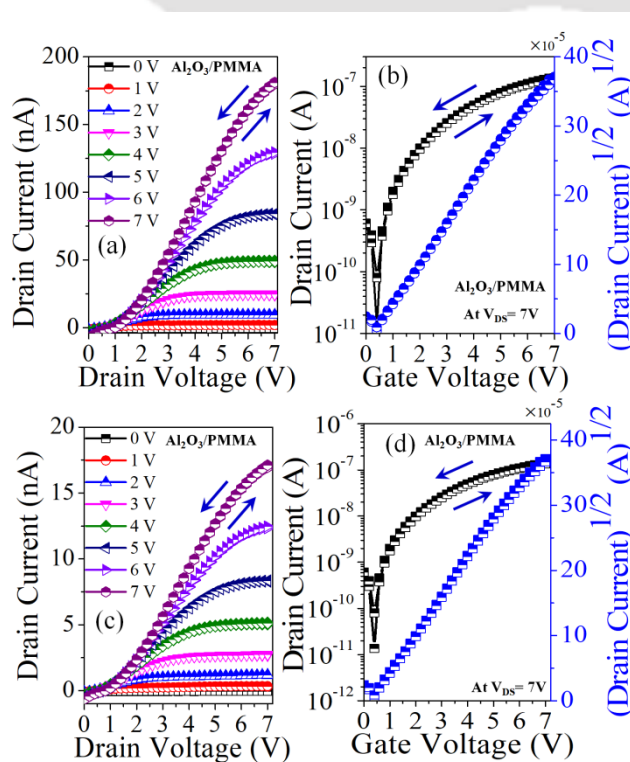 200
150
100
50
0
Drain Current (nA)
0 V
1 V
2 V
3 V
4 V
5 V
6 V
7 V
Al₂O₃/PMMA
(a)
0 1 2 3 4 5 6 7
Drain Voltage (V)
×10⁻⁵
10⁻⁷
10⁻⁸
10⁻⁹
10⁻¹⁰
10⁻¹¹
Drain Current (A)
(b)
Al₂O₃/PMMA
At V_DS= 7V
0 1 2 3 4 5 6 7
Gate Voltage (V)
40
30
20
10
0
(Drain Current)^1/2 (A)^1/2
20
15
10
5
0
Drain Current (nA)
0 V
1 V
2 V
3 V
4 V
5 V
6 V
7 V
Al₂O₃/PMMA
(c)
0 1 2 3 4 5 6 7
Drain Voltage (V)
×10⁻⁵
10⁻⁶
10⁻⁷
10⁻⁸
10⁻⁹
10⁻¹⁰
10⁻¹¹
10⁻¹²
Drain Current (A)
Al₂O₃/PMMA
(d)
At V_DS= 7V
0 1 2 3 4 5 6 7
Gate Voltage (V)
40
30
20
10
0
(Drain Current)^1/2 (A)^1/2